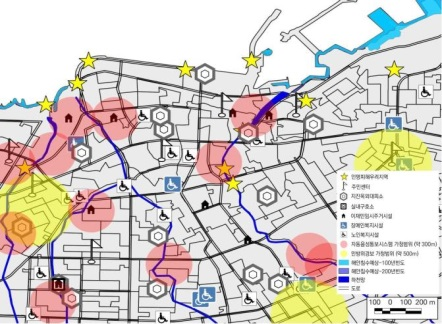 인명피해우려지역
주민센터
지진옥외대피소
실내구호소
이재민임시주거시설
장애인복지시설
노인복지시설
자동음성통보시스템 가청범위 (약 300m)
민방위경보 가청범위 (약 500m)
해안침수예상-100년빈도
해안침수예상-200년빈도
하천망
도로
100 0 100 200 m